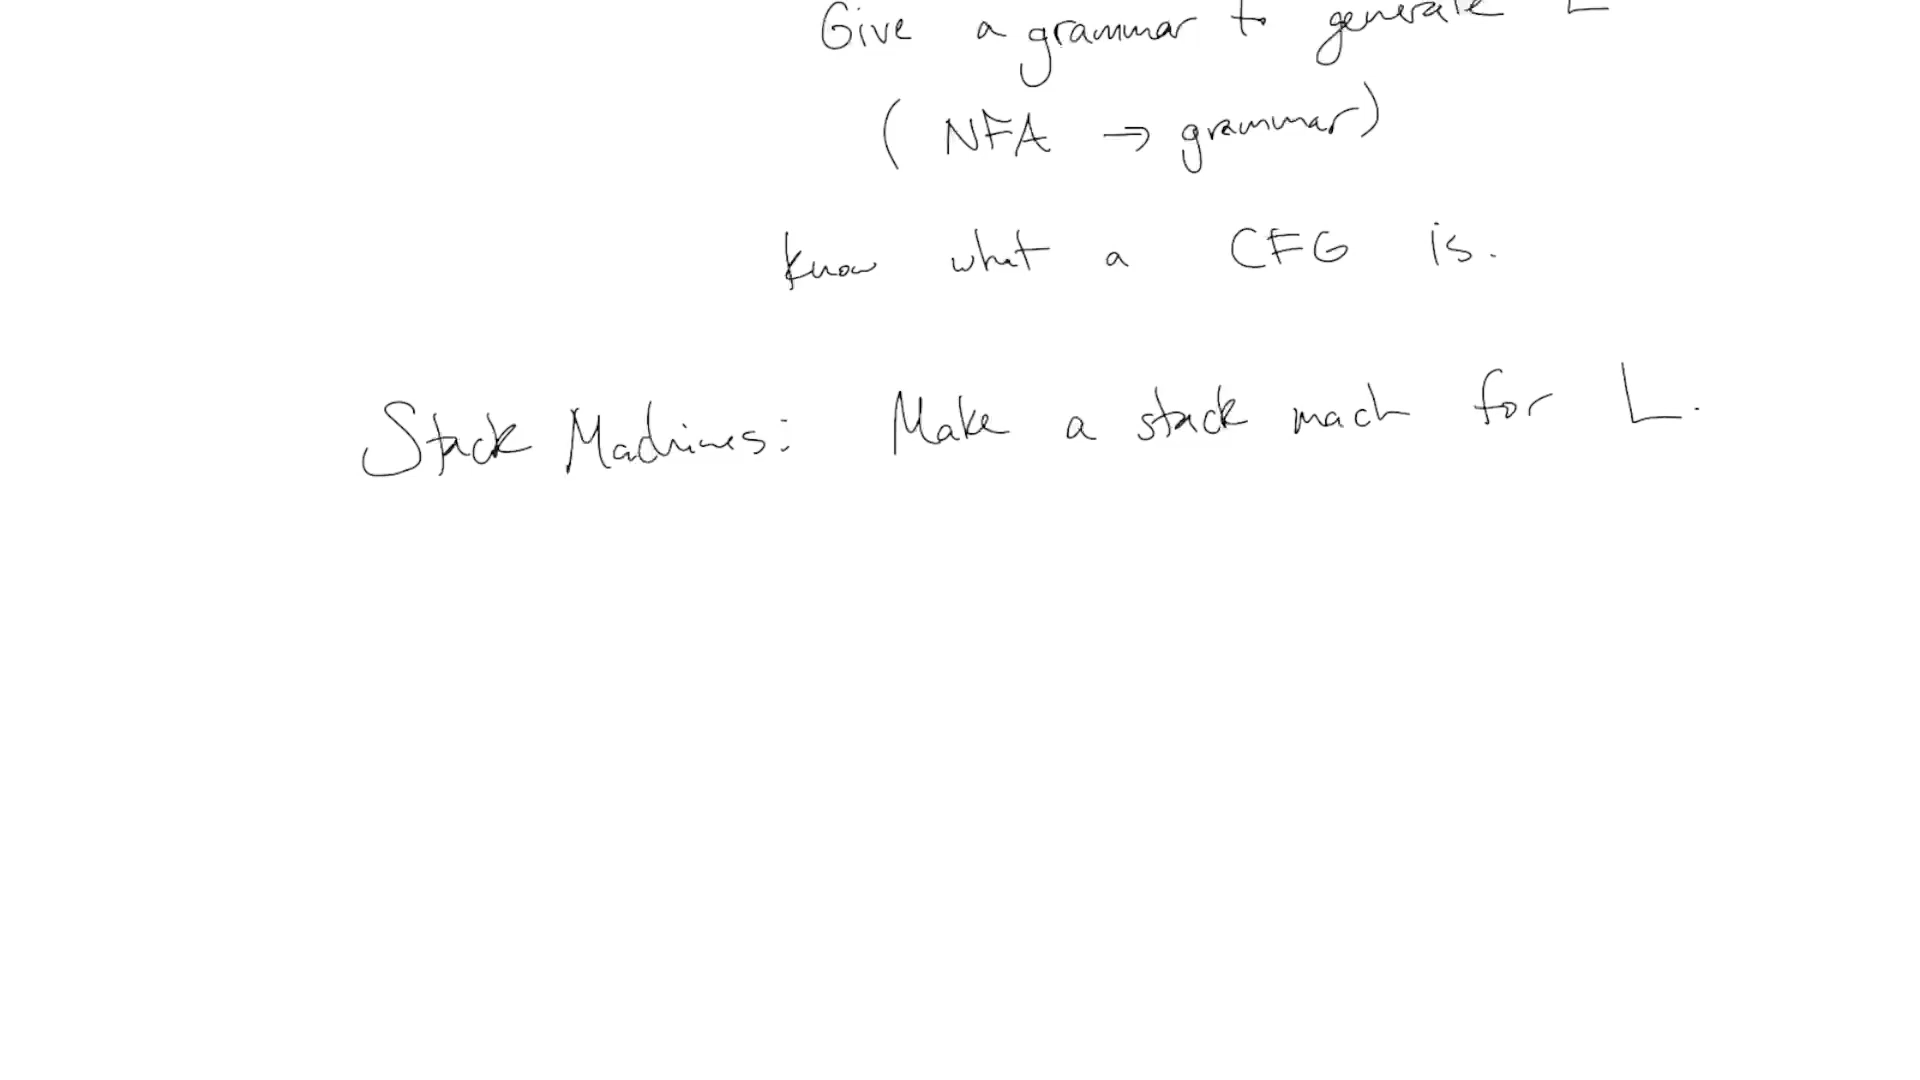 Give a grammar to generate L
( NFA → grammar)
know what a CFG is.
Stack Machines: Make a stack mach for L.